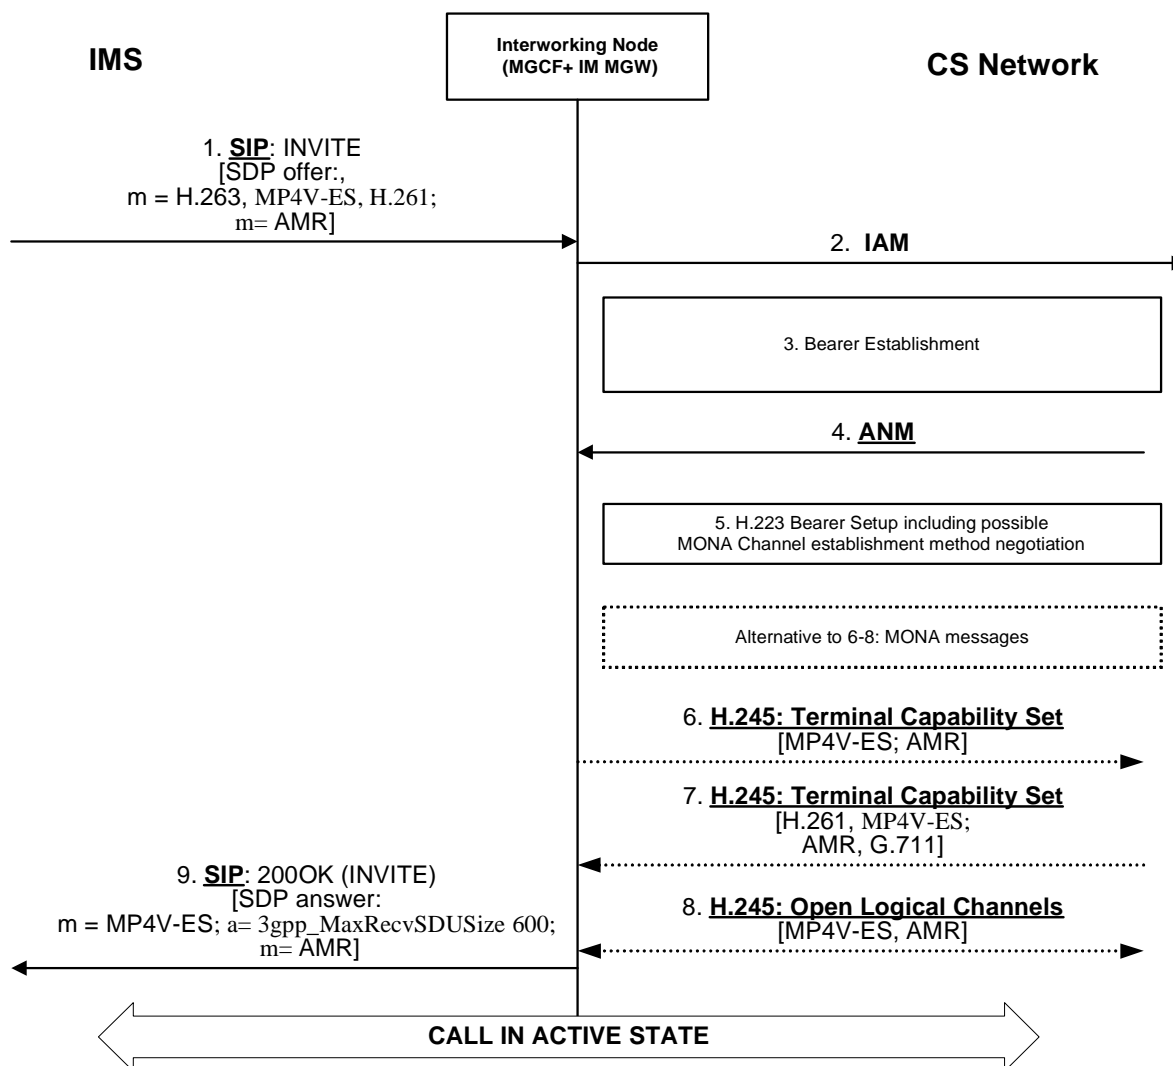 IMS
Interworking Node
(MGCF+ IM MGW)
CS Network
1. SIP: INVITE
[SDP offer:,
m = H.263, MP4V-ES, H.261;
m= AMR]
2. IAM
3. Bearer Establishment
4. ANM
5. H.223 Bearer Setup including possible
MONA Channel establishment method negotiation
Alternative to 6-8: MONA messages
6. H.245: Terminal Capability Set
[MP4V-ES; AMR]
7. H.245: Terminal Capability Set
[H.261, MP4V-ES;
AMR, G.711]
9. SIP: 200OK (INVITE)
[SDP answer:
m = MP4V-ES; a= 3gpp_MaxRecvSDUSize 600;
m= AMR]
8. H.245: Open Logical Channels
[MP4V-ES, AMR]
CALL IN ACTIVE STATE